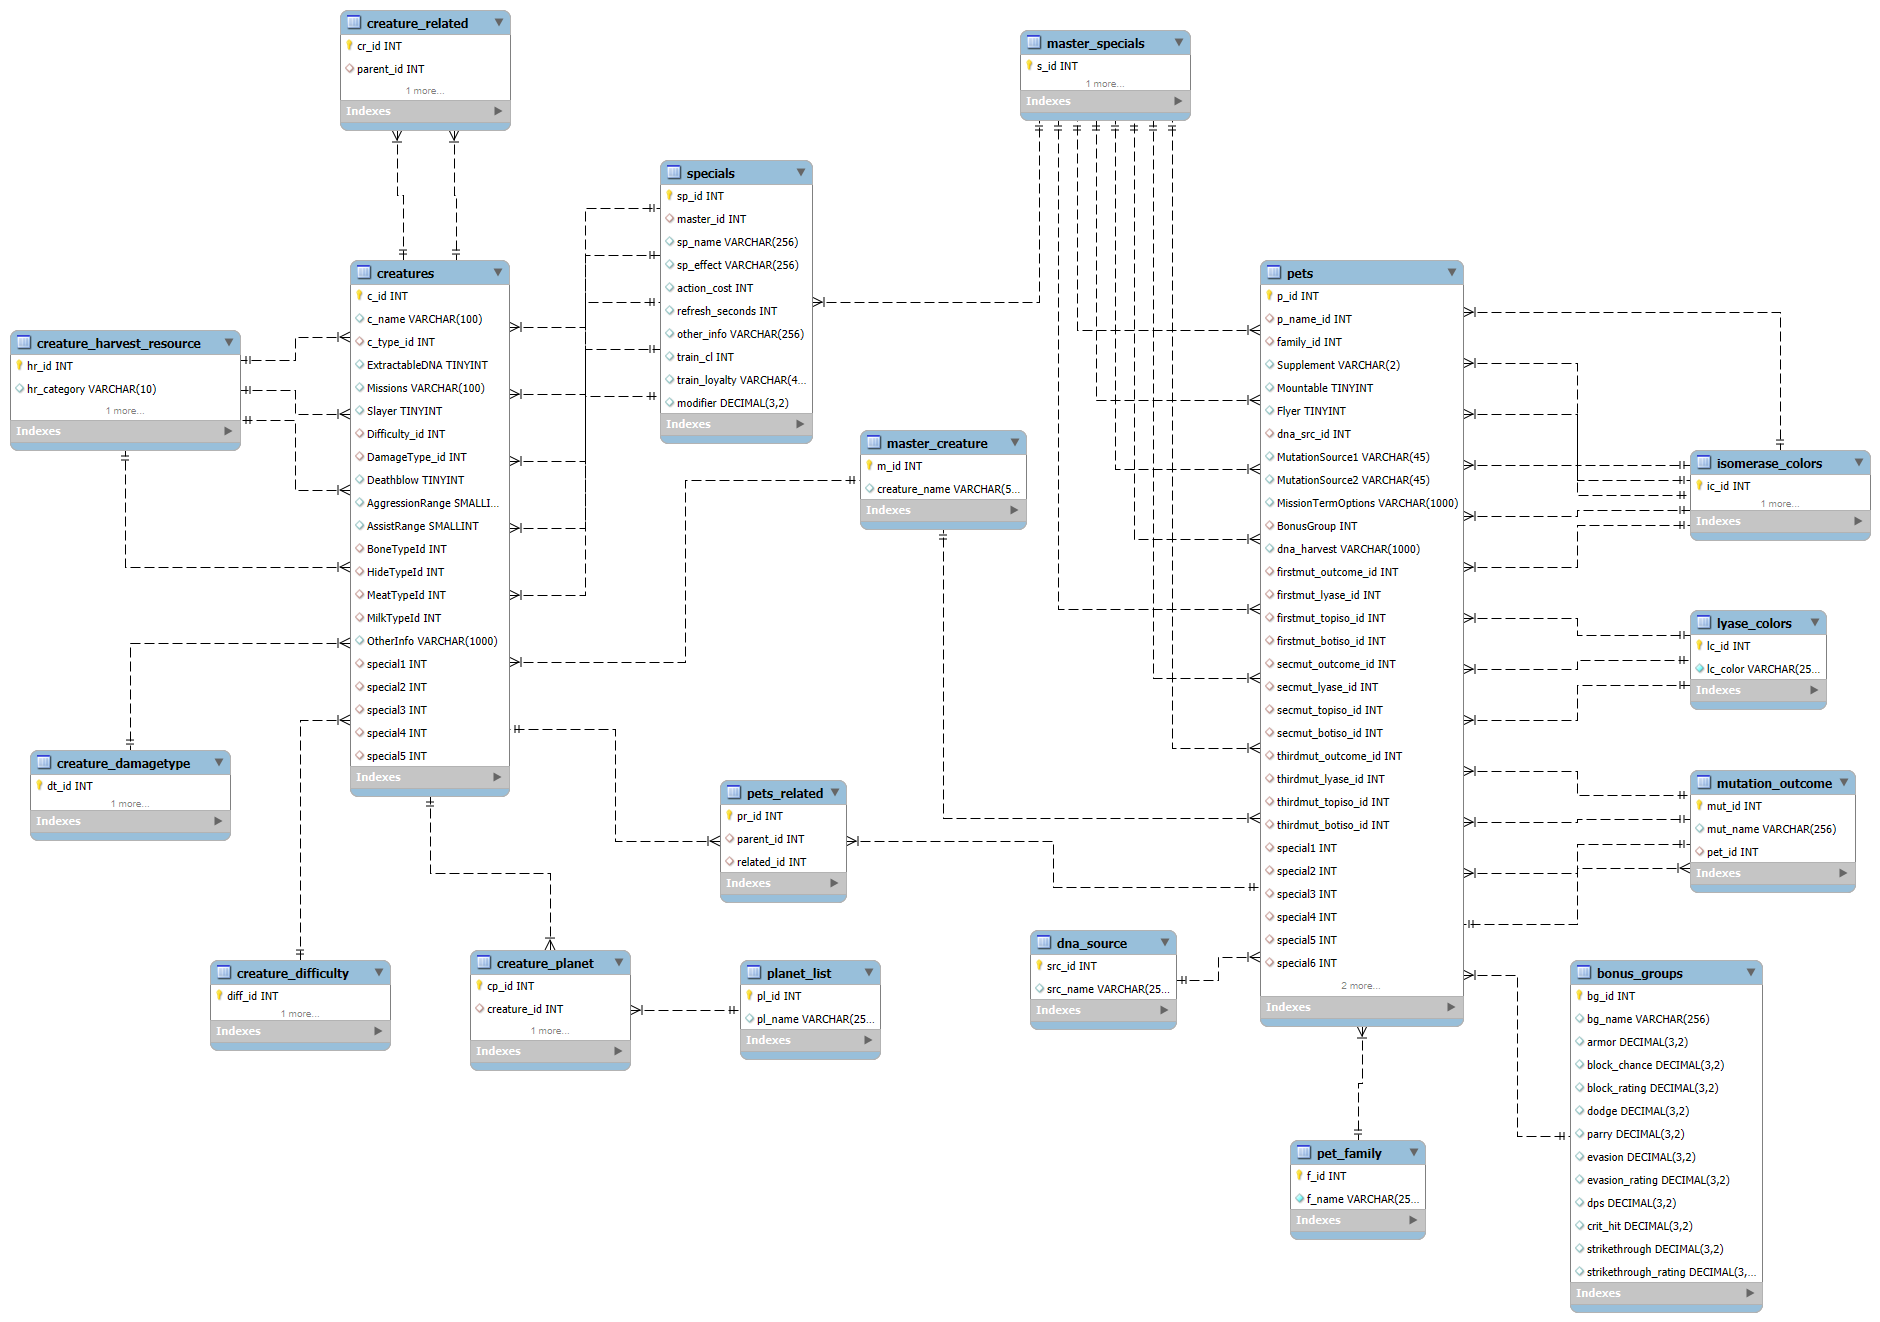 creature_related
cr_id INT
parent_id INT
1 more...
Indexes
master_specials
s_id INT
1 more...
Indexes
specials
sp_id INT
master_id INT
sp_name VARCHAR(256)
sp_effect VARCHAR(256)
action_cost INT
refresh_seconds INT
other_info VARCHAR(256)
train_cl INT
train_loyalty VARCHAR(4...
modifier DECIMAL(3,2)
Indexes
creatures
c_id INT
c_name VARCHAR(100)
c_type_id INT
ExtractableDNA TINYINT
Missions VARCHAR(100)
Slayer TINYINT
Difficulty_id INT
DamageType_id INT
Deathblow TINYINT
AggressionRange SMALLI...
AssistRange SMALLINT
BoneTypeId INT
HideTypeId INT
MeatTypeId INT
MilkTypeId INT
OtherInfo VARCHAR(1000)
special1 INT
special2 INT
special3 INT
special4 INT
special5 INT
Indexes
creature_harvest_resource
hr_id INT
hr_category VARCHAR(10)
1 more...
Indexes
master_creature
m_id INT
creature_name VARCHAR(5...
Indexes
pets
p_id INT
p_name_id INT
family_id INT
Supplement VARCHAR(2)
Mountable TINYINT
Flyer TINYINT
dna_src_id INT
MutationSource1 VARCHAR(45)
MutationSource2 VARCHAR(45)
MissionTermOptions VARCHAR(1000)
BonusGroup INT
dna_harvest VARCHAR(1000)
firstmut_outcome_id INT
firstmut_lyase_id INT
firstmut_topiso_id INT
firstmut_botiso_id INT
secmut_outcome_id INT
secmut_lyase_id INT
secmut_topiso_id INT
secmut_botiso_id INT
thirdmut_outcome_id INT
thirdmut_lyase_id INT
thirdmut_topiso_id INT
thirdmut_botiso_id INT
special1 INT
special2 INT
special3 INT
special4 INT
special5 INT
special6 INT
2 more...
Indexes
isomerase_colors
ic_id INT
1 more...
Indexes
lyase_colors
lc_id INT
lc_color VARCHAR(25...
Indexes
mutation_outcome
mut_id INT
mut_name VARCHAR(256)
pet_id INT
Indexes
creature_damagetype
dt_id INT
1 more...
Indexes
pets_related
pr_id INT
parent_id INT
related_id INT
Indexes
creature_difficulty
diff_id INT
1 more...
Indexes
creature_planet
cp_id INT
creature_id INT
1 more...
Indexes
planet_list
pl_id INT
pl_name VARCHAR(25...
Indexes
dna_source
src_id INT
src_name VARCHAR(25...
Indexes
pet_family
f_id INT
f_name VARCHAR(25...
Indexes
bonus_groups
bg_id INT
bg_name VARCHAR(256)
armor DECIMAL(3,2)
block_chance DECIMAL(3,2)
block_rating DECIMAL(3,2)
dodge DECIMAL(3,2)
parry DECIMAL(3,2)
evasion DECIMAL(3,2)
evasion_rating DECIMAL(3,2)
dps DECIMAL(3,2)
crit_hit DECIMAL(3,2)
strikethrough DECIMAL(3,2)
strikethrough_rating DECIMAL(3,...
Indexes